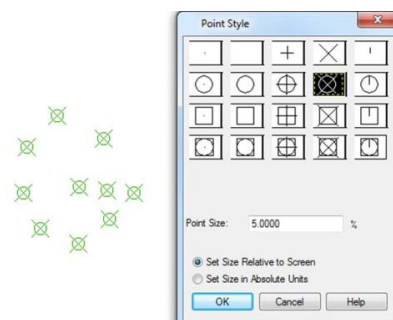 Point Style
Point Size: 5.0000 %
Set Size Relative to Screen
Set Size in Absolute Units
OK Cancel Help